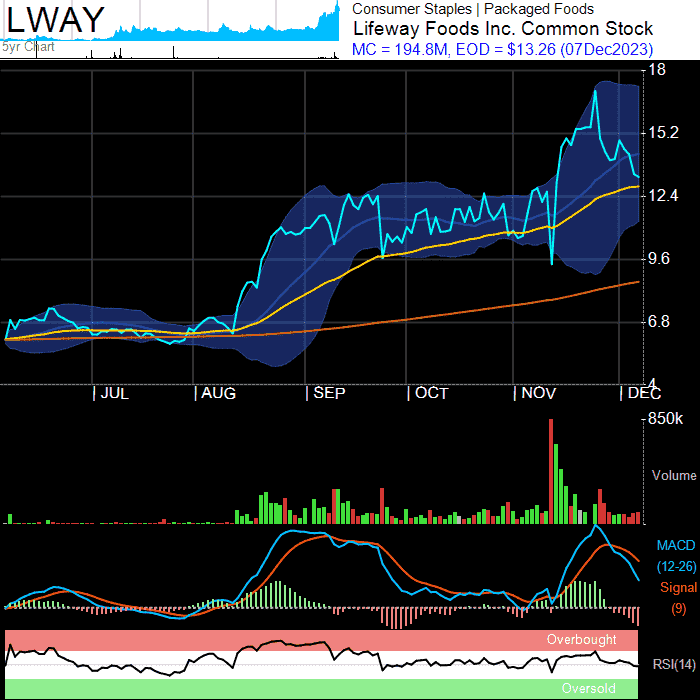 LWAY
5yr Chart
Consumer Staples | Packaged Foods
Lifeway Foods Inc. Common Stock
MC = 194.8M, EOD = $13.26 (07Dec2023)
18
15.2
12.4
9.6
6.8
4
JUL
AUG
SEP
OCT
NOV
DEC
850k
Volume
MACD
(12-26)
Signal
(9)
Overbought
RSI(14)
Oversold